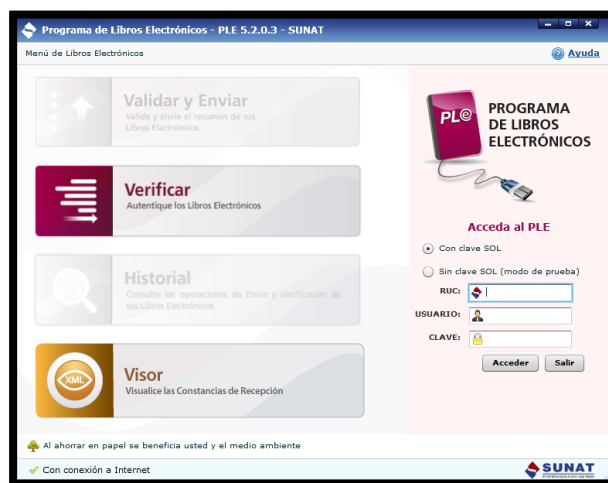 Programa de Libros Electrónicos - PLE 5.2.0.3 - SUNAT
Menú de Libros Electrónicos
Ayuda
Validar y Enviar
Valide y envíe el resumen de sus
Libros Electrónicos
Verificar
Autentique los Libros Electrónicos
Historial
Consulte las operaciones de Envío y Verificación de
sus Libros Electrónicos
XML
Visor
Visualice las Constancias de Recepción
PL@
PROGRAMA
DE LIBROS
ELECTRÓNICOS
Acceda al PLE
Con clave SOL
Sin clave SOL (modo de prueba)
RUC:
USUARIO:
CLAVE:
Acceder
Salir
Al ahorrar en papel se beneficia usted y el medio ambiente
Con conexión a Internet
SUNAT